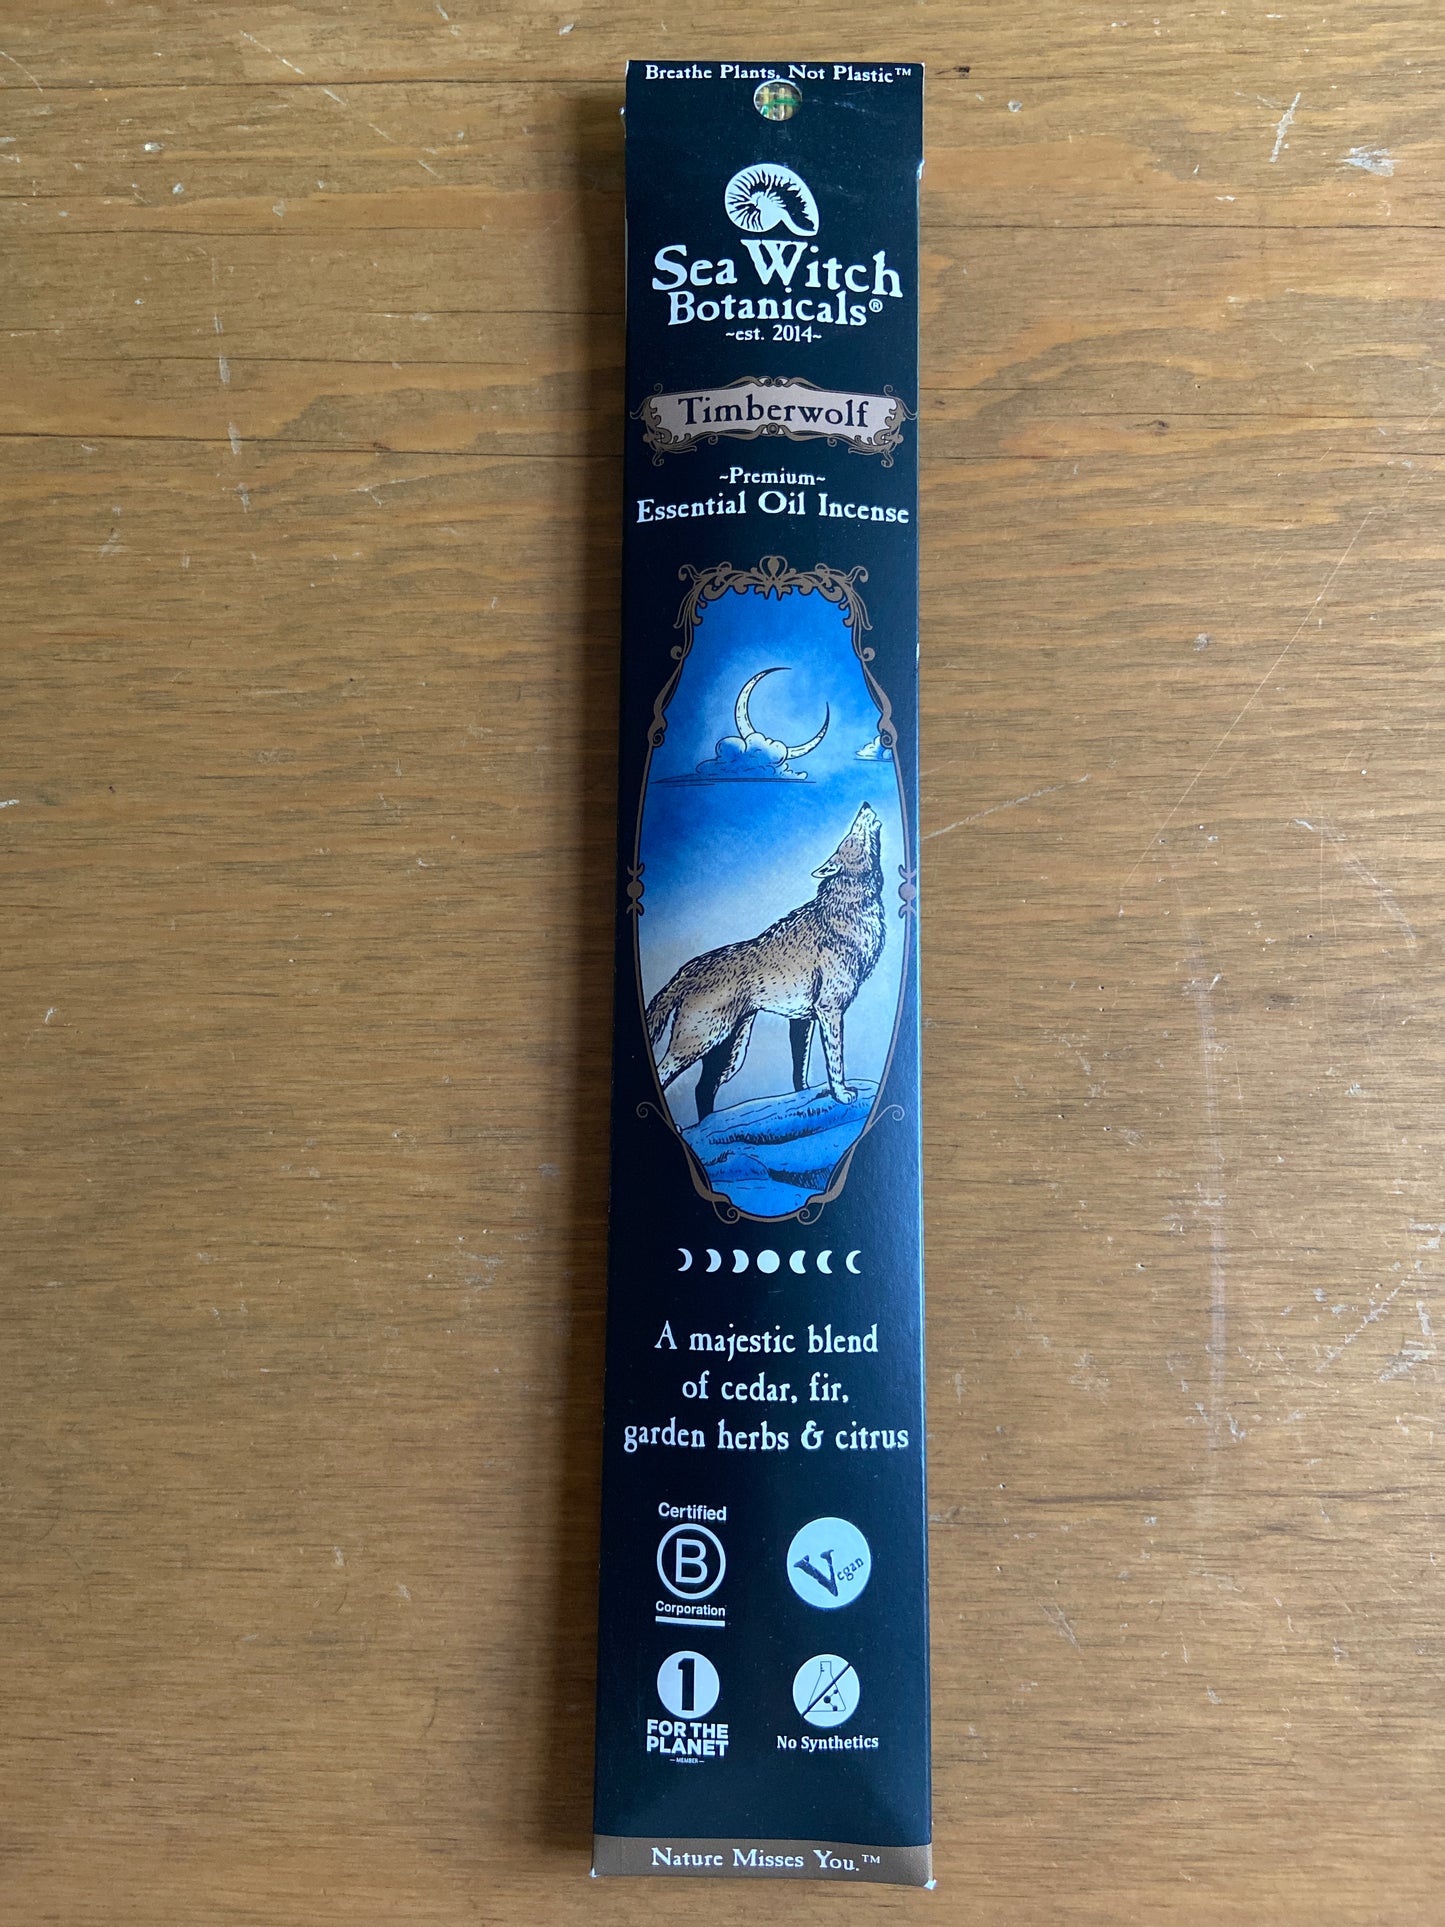 Breathe Plants, Not Plastic™
Sea Witch
Botanicals®
~est. 2014~
Timberwolf
~Premium~
Essential Oil Incense
A majestic blend
of cedar, fir,
garden herbs & citrus
Certified
B
Corporation
Vegan
1
FOR THE
PLANET
—MEMBER—
No Synthetics
Nature Misses You.™